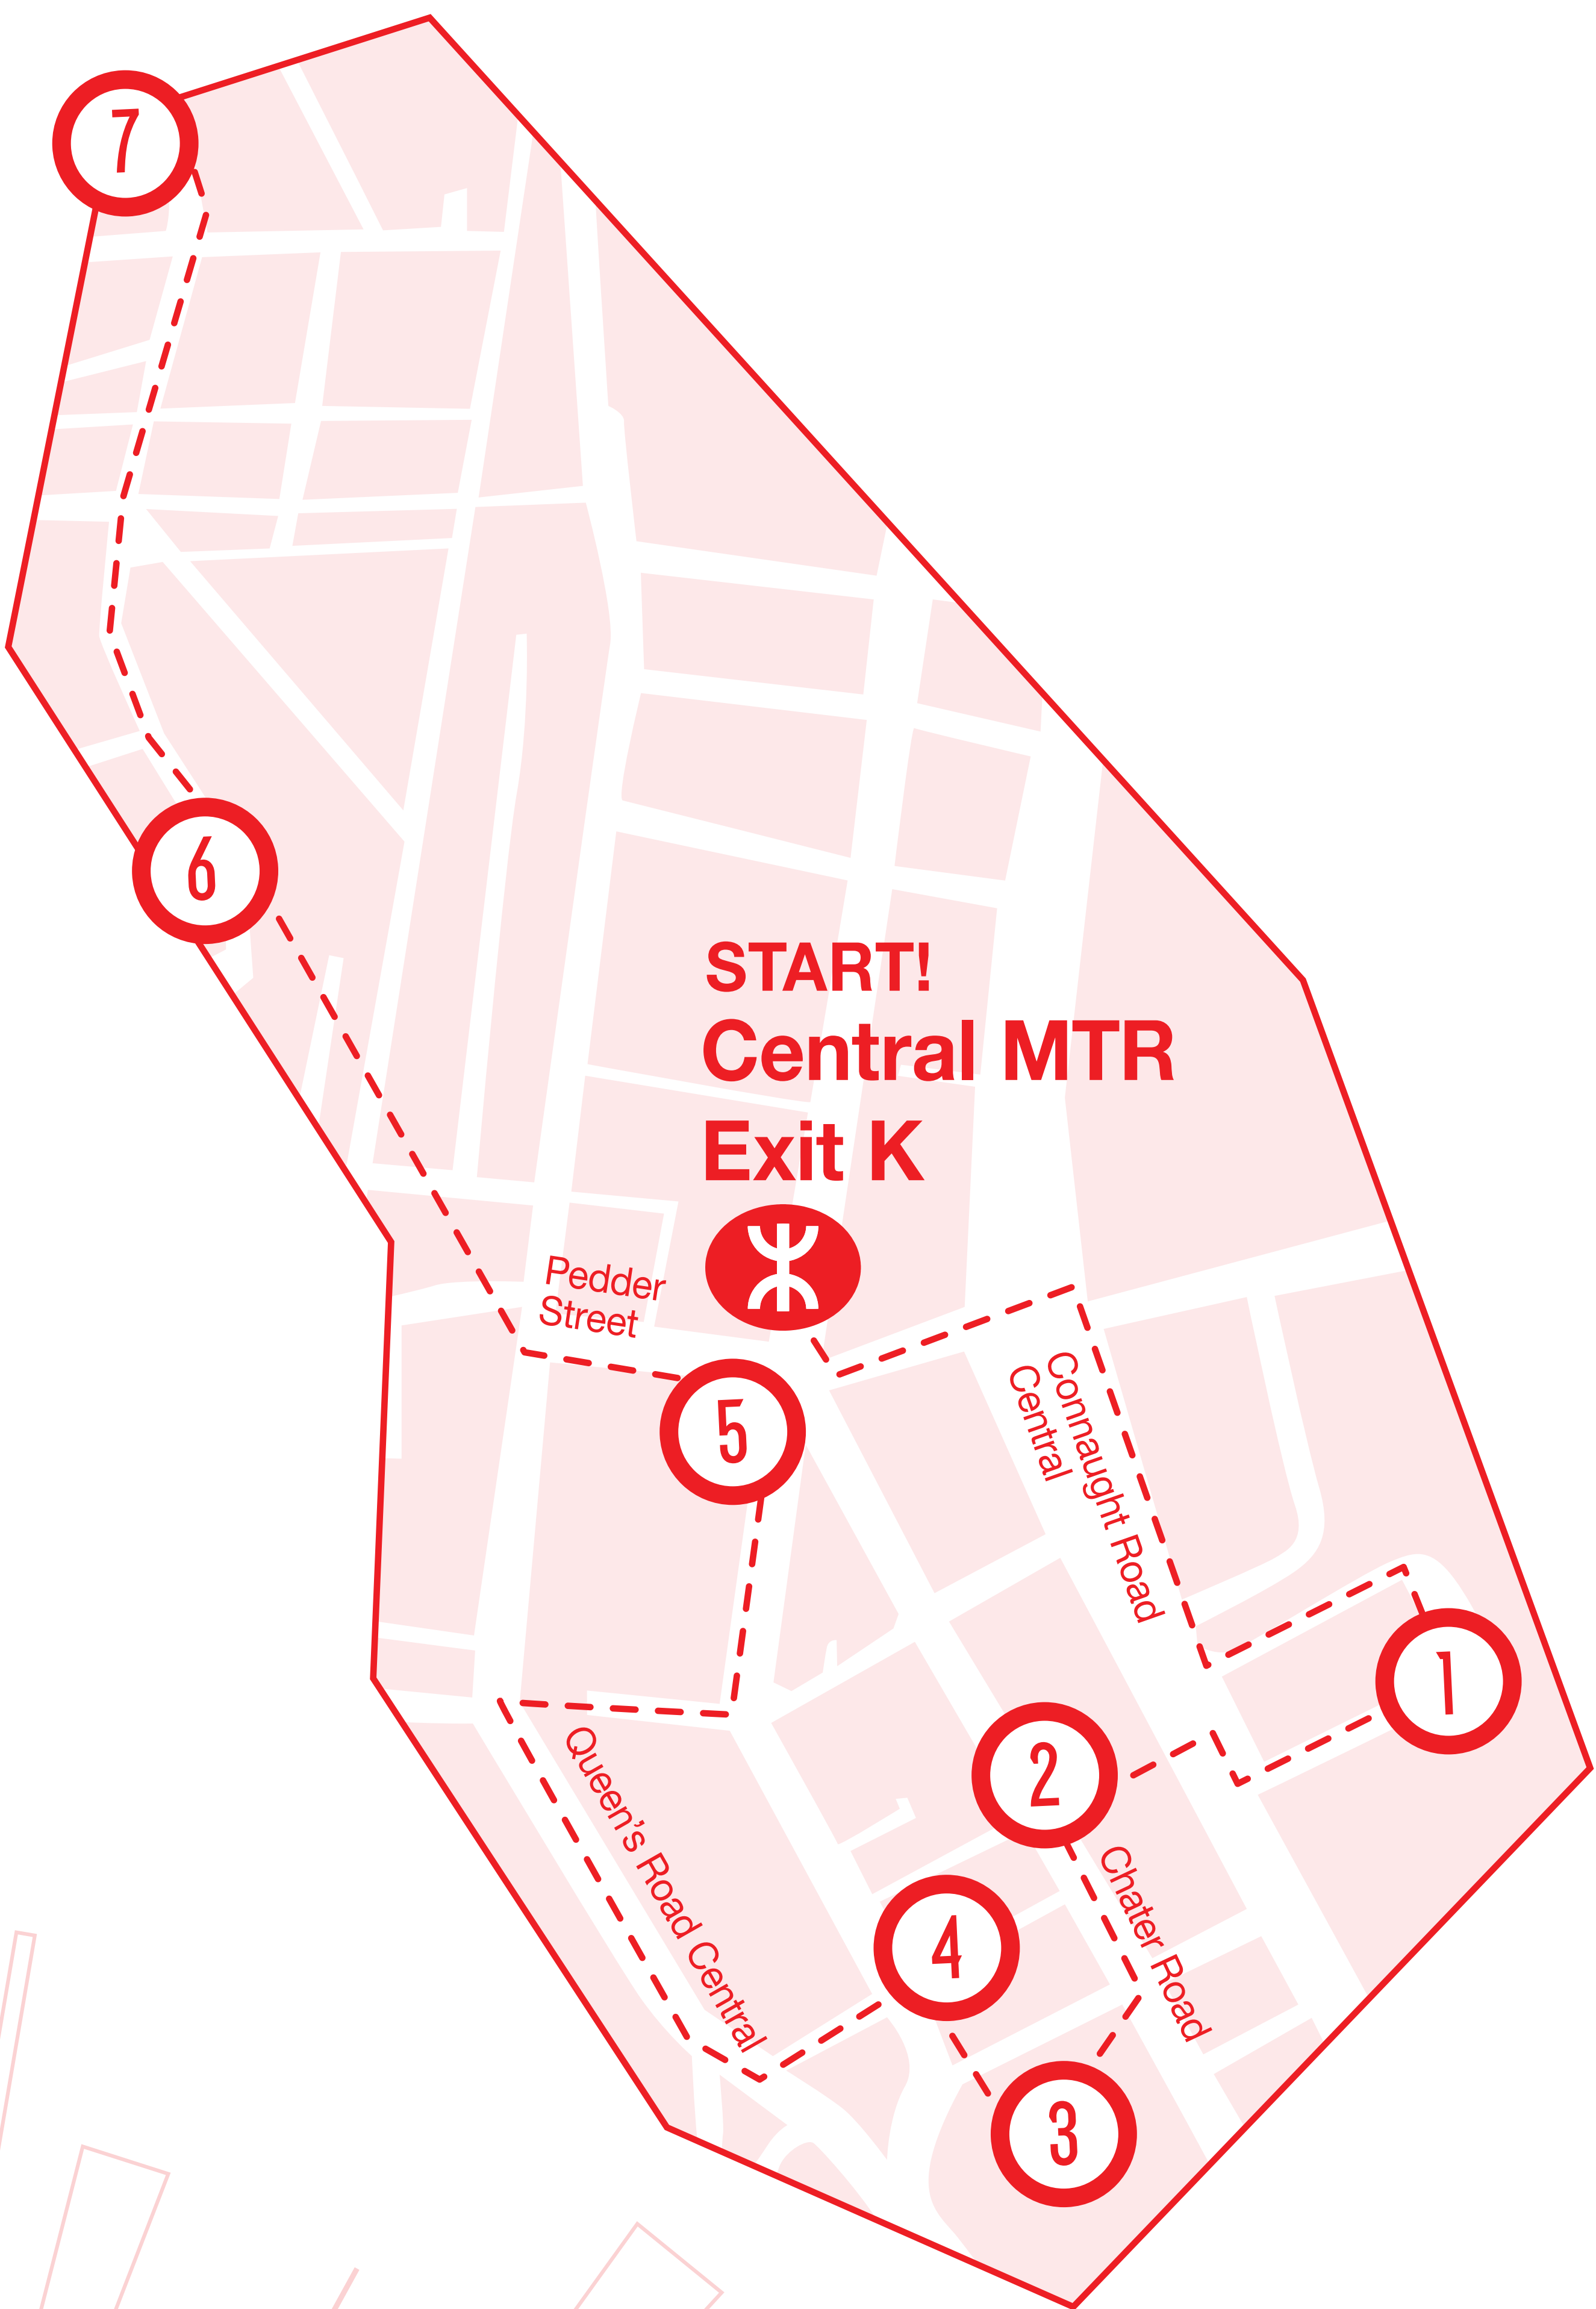 7
6
START!
Central MTR
Exit K
Pedder
Street
5
Connaught Road
Central
1
2
Queen’s Road Central
Chater Road
4
3